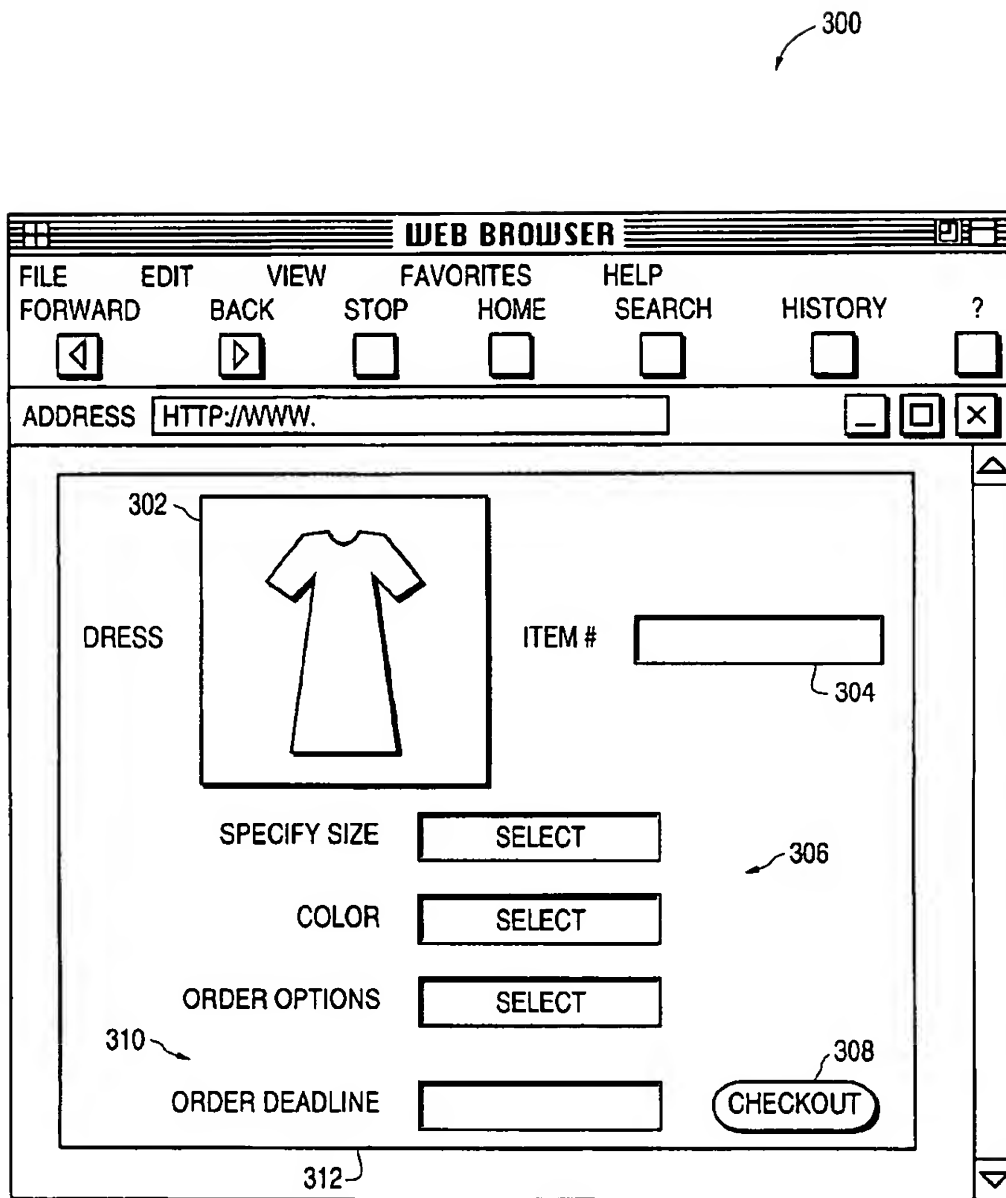 300
WEB BROWSER
FILE EDIT VIEW FAVORITES HELP
FORWARD BACK STOP HOME SEARCH HISTORY ?
ADDRESS HTTP://WWW.
302
DRESS ITEM #
304
SPECIFY SIZE SELECT
306
COLOR SELECT
ORDER OPTIONS SELECT
310
308
ORDER DEADLINE CHECKOUT
312